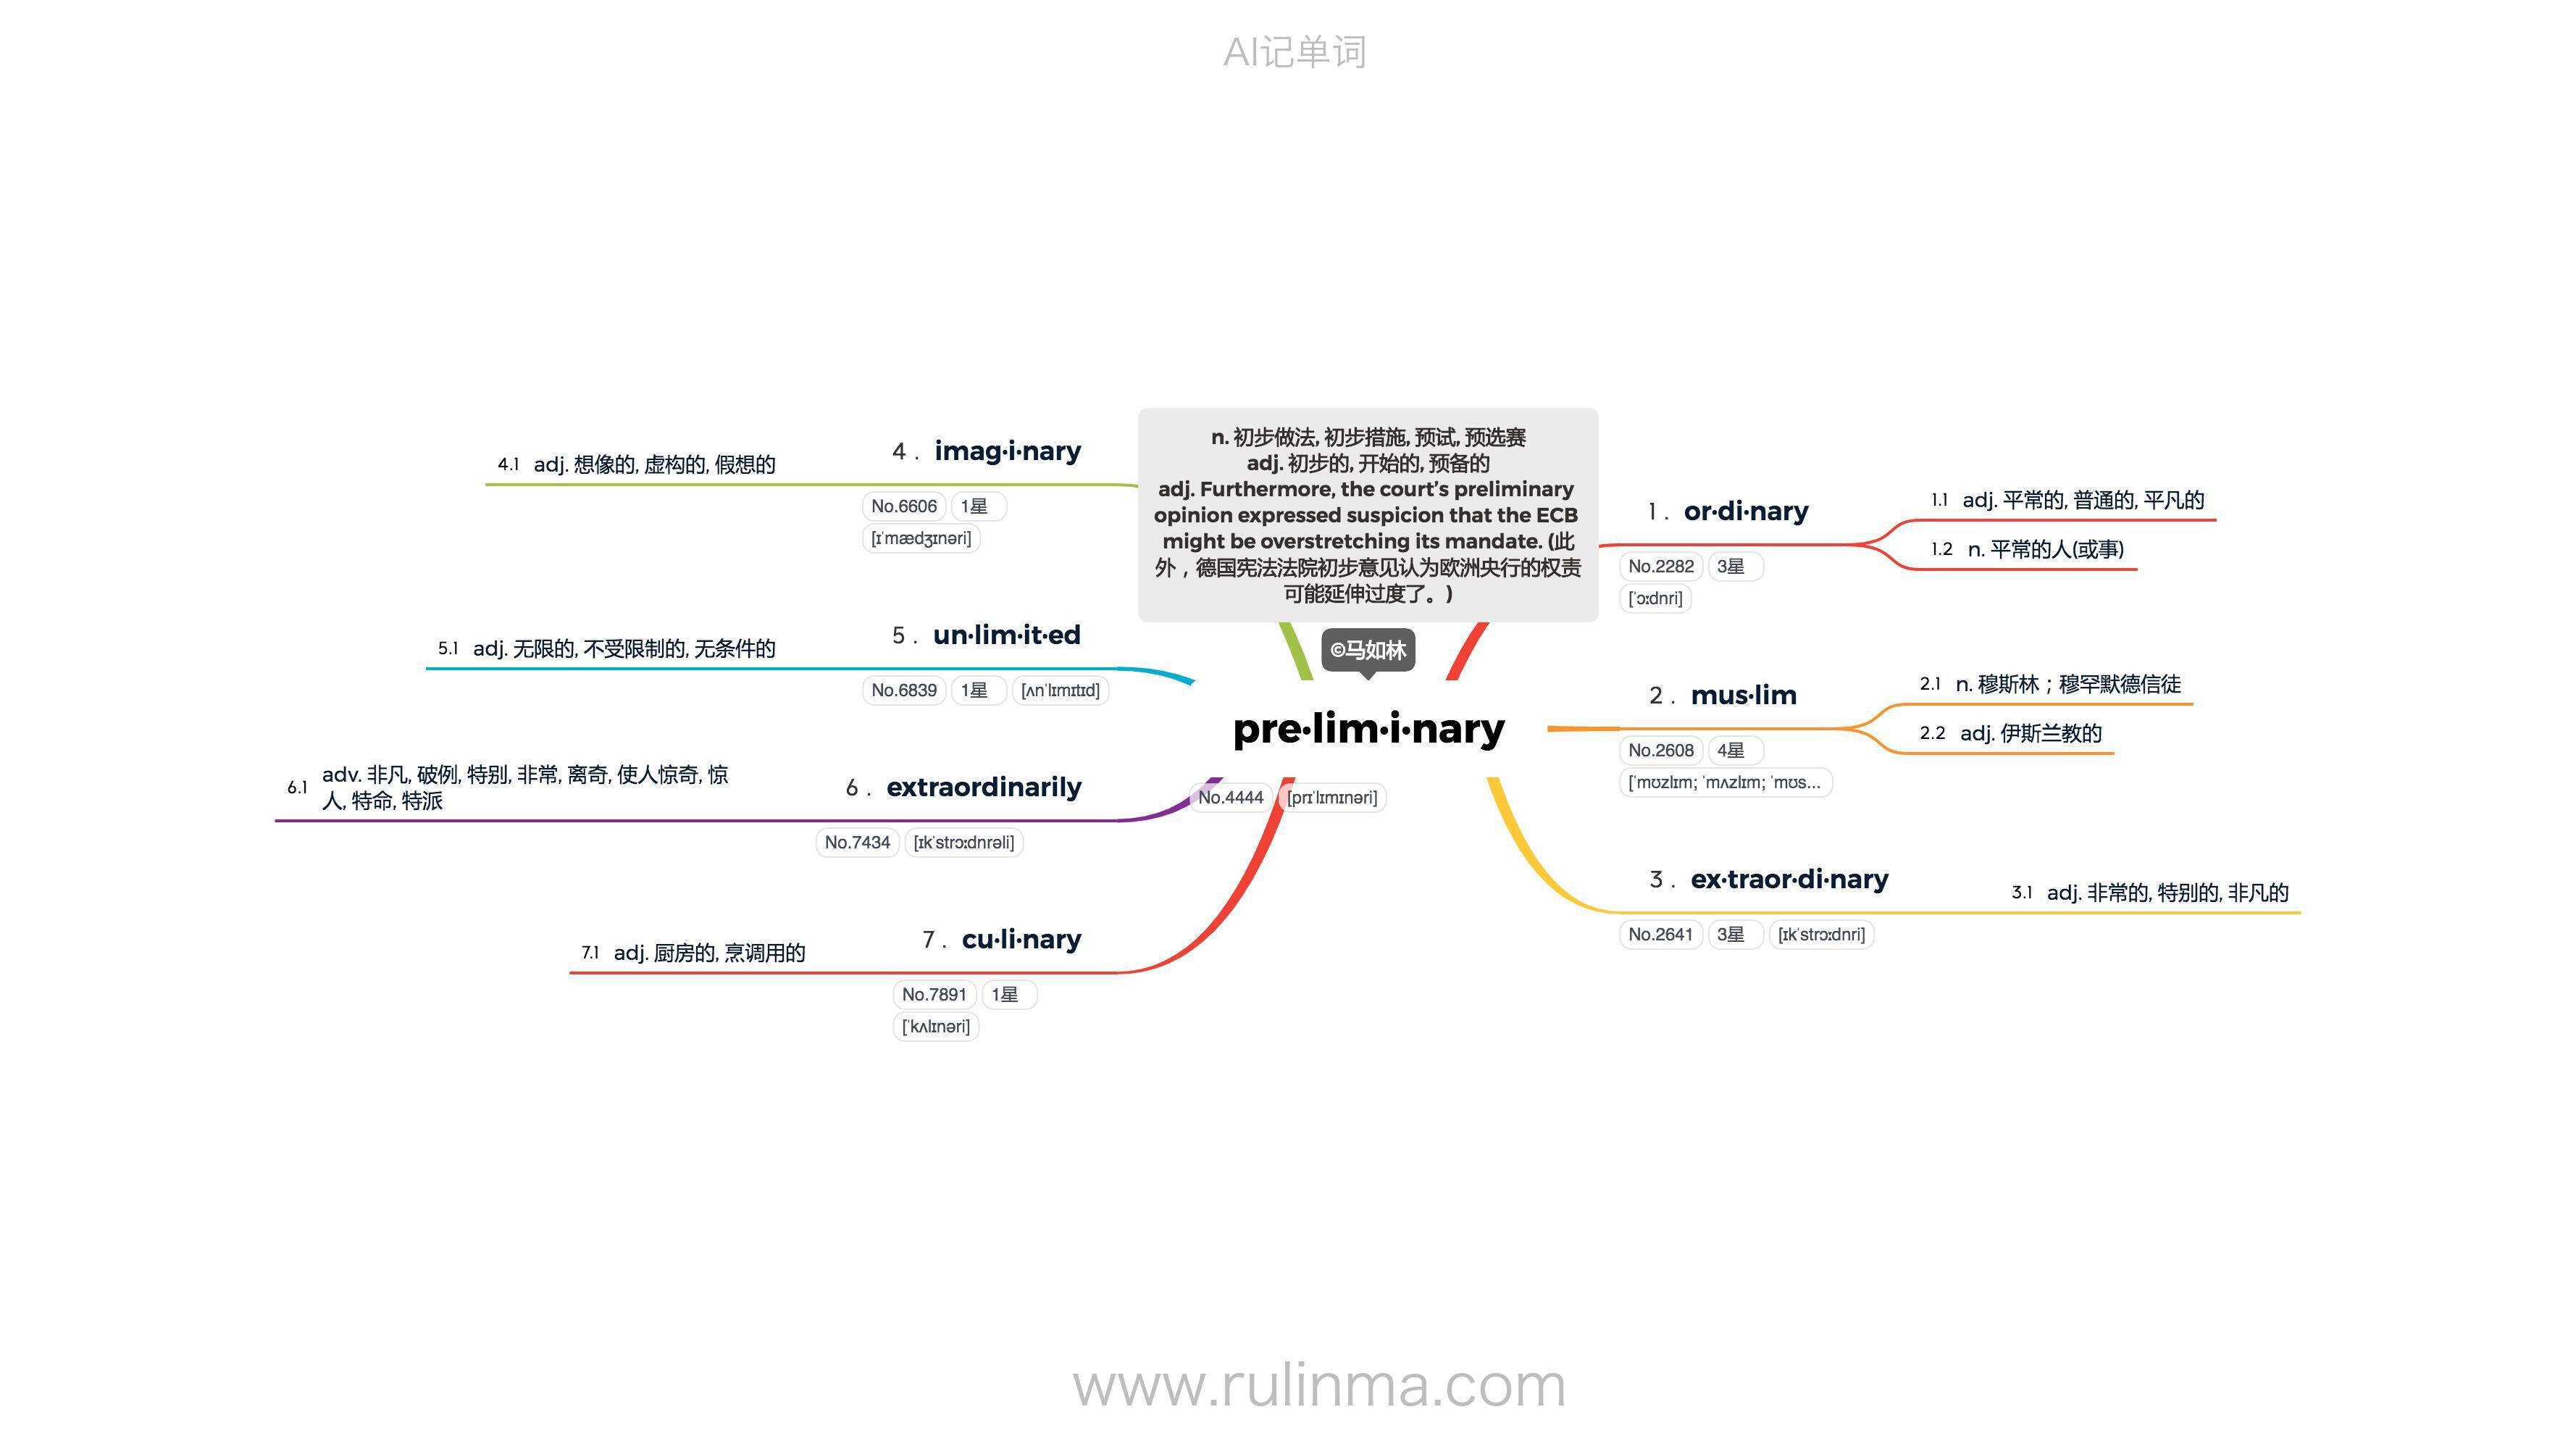 AI记单词
n. 初步做法, 初步措施, 预试, 预选赛
adj. 初步的, 开始的, 预备的
adj. Furthermore, the court’s preliminary
opinion expressed suspicion that the ECB
might be overstretching its mandate. (此
外，德国宪法法院初步意见认为欧洲央行的权责
可能延伸过度了。)
©马如林
pre·lim·i·nary
No.4444 [prɪˈlɪmɪnəri]
1. or·di·nary
No.2282 3星
[ˈɔːdnri]
1.1 adj. 平常的, 普通的, 平凡的
1.2 n. 平常的人(或事)
2. mus·lim
No.2608 4星
[ˈmʊzlɪm; ˈmʌzlɪm; ˈmʊs...
2.1 n. 穆斯林；穆罕默德信徒
2.2 adj. 伊斯兰教的
3. ex·traor·di·nary
No.2641 3星 [ɪkˈstrɔːdnri]
3.1 adj. 非常的, 特别的, 非凡的
4. imag·i·nary
No.6606 1星
[ɪˈmædʒɪnəri]
4.1 adj. 想像的, 虚构的, 假想的
5. un·lim·it·ed
No.6839 1星 [ʌnˈlɪmɪtɪd]
5.1 adj. 无限的, 不受限制的, 无条件的
6. extraordinarily
No.7434 [ɪkˈstrɔːdnrəli]
6.1 adv. 非凡, 破例, 特别, 非常, 离奇, 使人惊奇, 惊
人, 特命, 特派
7. cu·li·nary
No.7891 1星
[ˈkʌlɪnəri]
7.1 adj. 厨房的, 烹调用的
www.rulinma.com